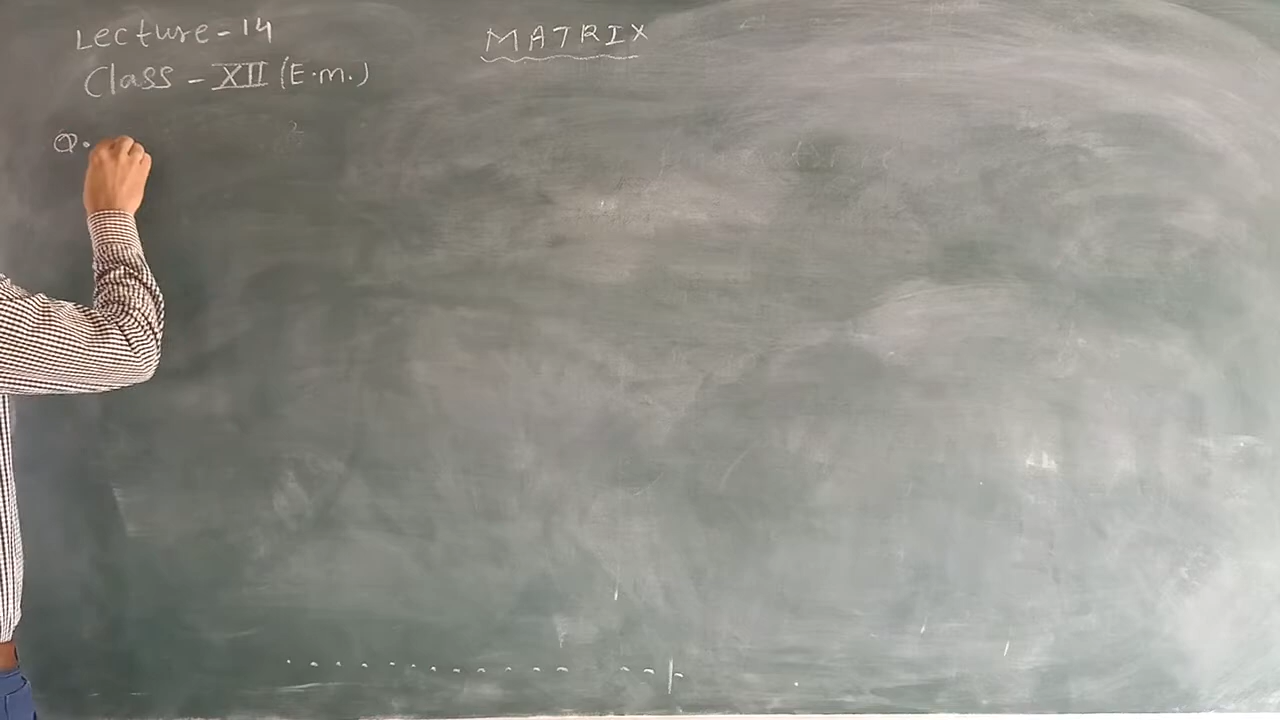 Lecture-14
MATRIX
Class - XII (E.m.)
Q.